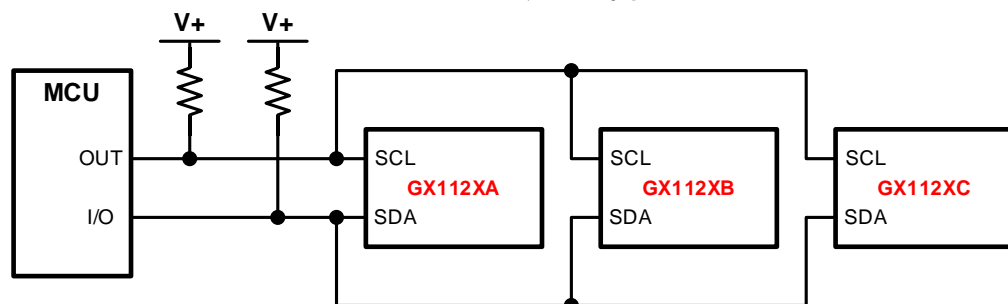 V+ V+
MCU
OUT SCL SCL SCL
GX112XA GX112XB GX112XC
I/O SDA SDA SDA